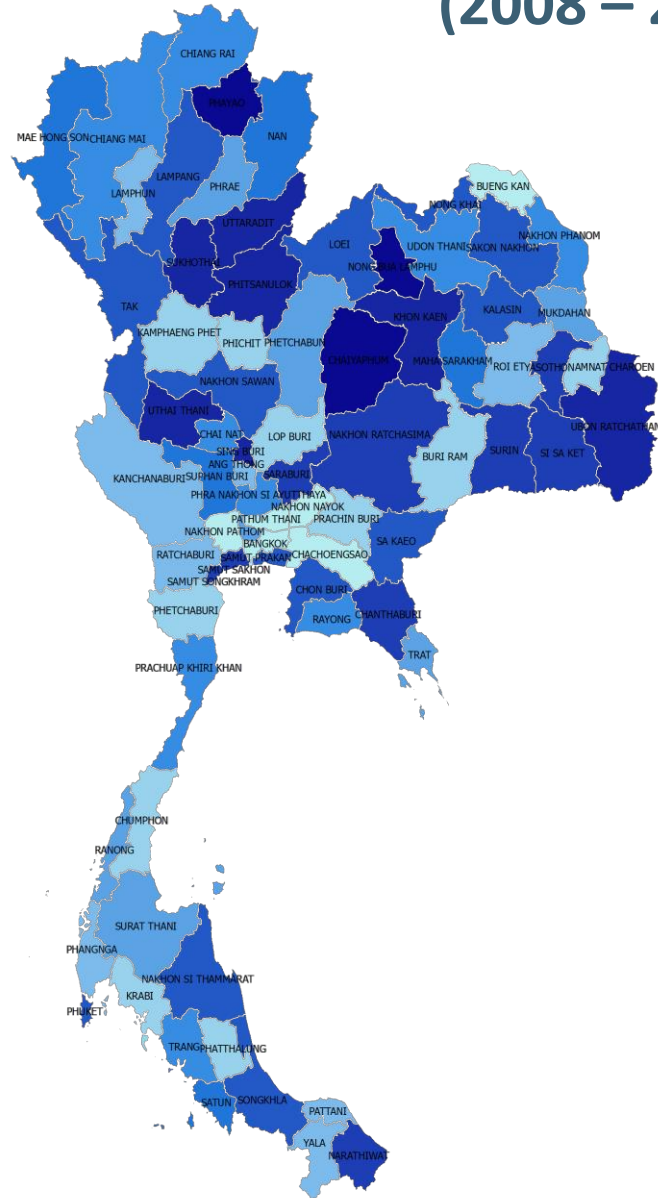 (2008 – 2
CHIANG RAI
PHAYAO
MAE HONG SON
CHIANG MAI
NAN
LAMPANG
LAMPHUN
PHRAE
BUENG KAN
NONG KHAI
UTTARADIT
LOEI
UDON THANI
SAKON NAKHON
NAKHON PHANOM
SUKHOTHAI
NONG BUA LAMPHU
PHITSANULOK
TAK
KHON KAEN
KALASIN
MUKDAHAN
KAMPHAENG PHET
PHICHIT
PHETCHABUN
CHAIYAPHUM
MAHA SARAKHAM
ROI ET
YASOTHON
AMNAT CHAROEN
NAKHON SAWAN
UTHAI THANI
UBON RATCHATHAN
CHAI NAT
LOP BURI
NAKHON RATCHASIMA
SING BURI
BURI RAM
SURIN
SI SA KET
ANG THONG
KANCHANABURI
SUPHAN BURI
SARABURI
PHRA NAKHON SI AYUTTHAYA
NAKHON NAYOK
PATHUM THANI
PRACHIN BURI
NAKHON PATHOM
BANGKOK
SA KAEO
RATCHABURI
SAMUT PRAKAN
CHACHOENGSAO
SAMUT SAKHON
SAMUT SONGKHRAM
CHON BURI
PHETCHABURI
RAYONG
CHANTHABURI
TRAT
PRACHUAP KHIRI KHAN
CHUMPHON
RANONG
SURAT THANI
PHANGNGA
NAKHON SI THAMMARAT
KRABI
PHUKET
TRANG
PHATTHALUNG
SATUN
SONGKHLA
PATTANI
YALA
NARATHIWAT